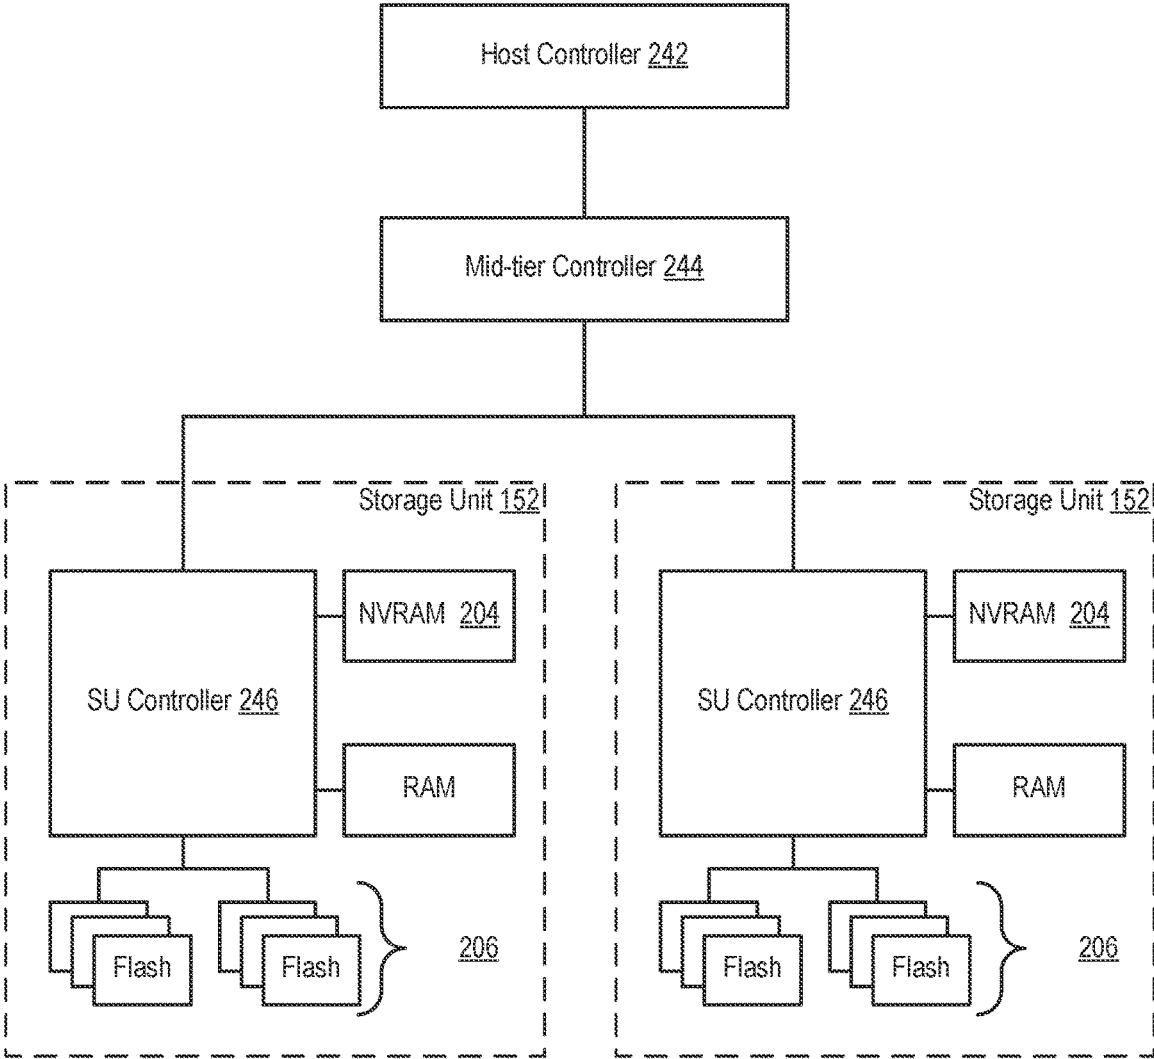 Host Controller 242
Mid-tier Controller 244
Storage Unit 152
NVRAM 204
SU Controller 246
RAM
Flash
Flash
206
Storage Unit 152
NVRAM 204
SU Controller 246
RAM
Flash
Flash
206